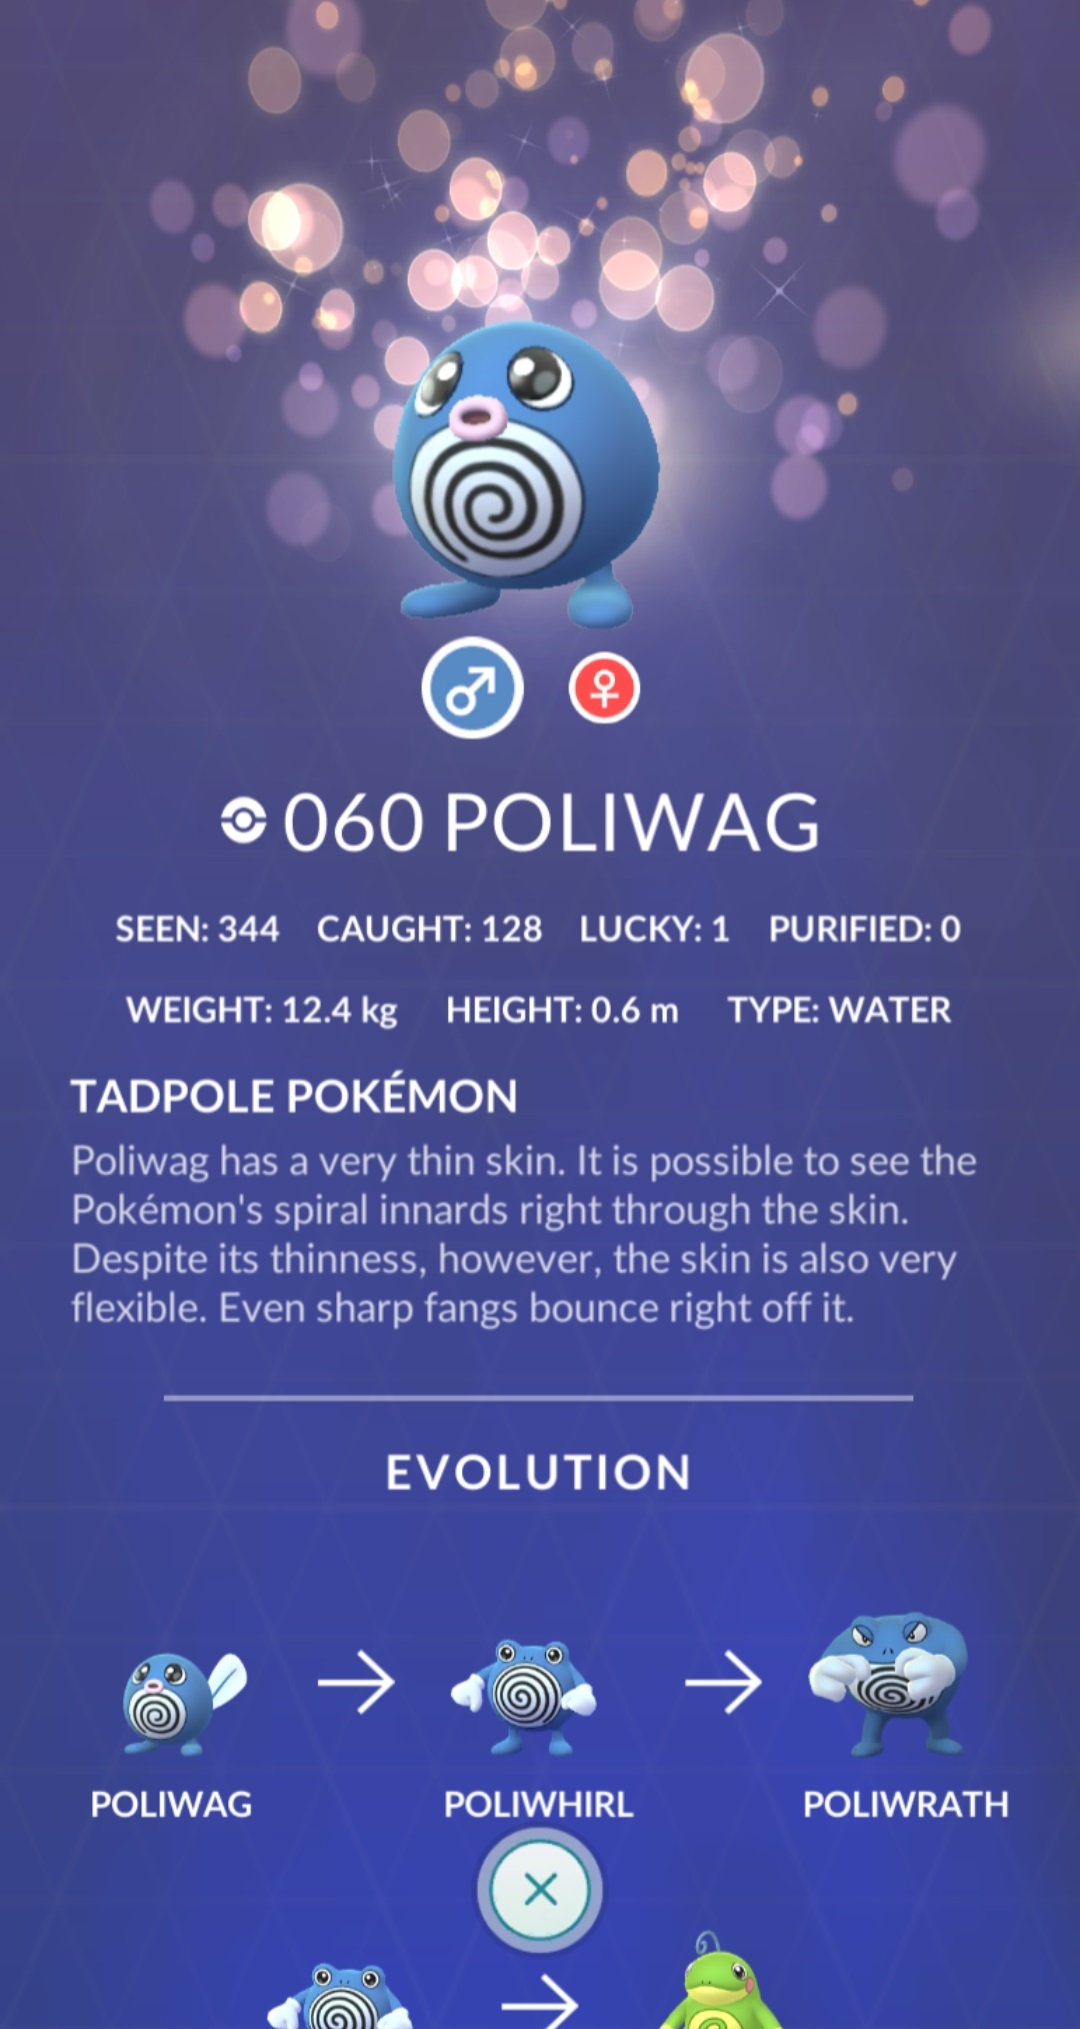 060 POLIWAG
SEEN: 344 CAUGHT: 128 LUCKY: 1 PURIFIED: 0
WEIGHT: 12.4 kg HEIGHT: 0.6 m TYPE: WATER
TADPOLE POKÉMON
Poliwag has a very thin skin. It is possible to see the
Pokémon's spiral innards right through the skin.
Despite its thinness, however, the skin is also very
flexible. Even sharp fangs bounce right off it.
EVOLUTION
POLIWAG POLIWHIRL POLIWRATH